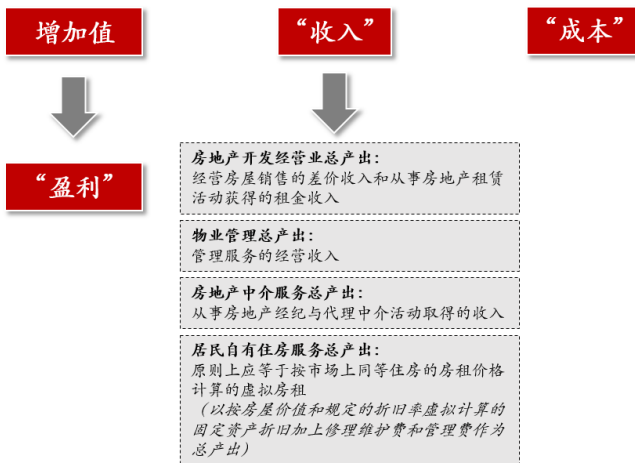 增加值
“收入”
“成本”
“盈利”
房地产开发经营业总产出:
经营房屋销售的差价收入和从事房地产租赁
活动获得的租金收入
物业管理总产出:
管理服务的经营收入
房地产中介服务总产出:
从事房地产经纪与代理中介活动取得的收入
居民自有住房服务总产出:
原则上应等于按市场上同等住房的房租价格
计算的虚拟房租
（以按房屋价值和规定的折旧率虚拟计算的
固定资产折旧加上修理维护费和管理费作为
总产出）